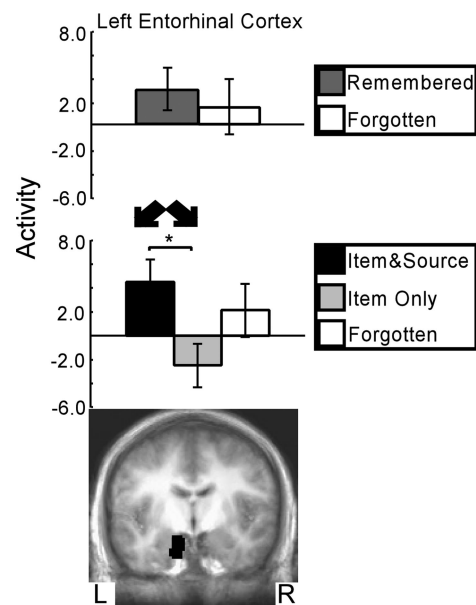 Left Entorhinal Cortex
8.0
2.0
-2.0
-6.0
Remembered
Forgotten
Activity
8.0
2.0
-2.0
-6.0
*
Item&Source
Item Only
Forgotten
L
R